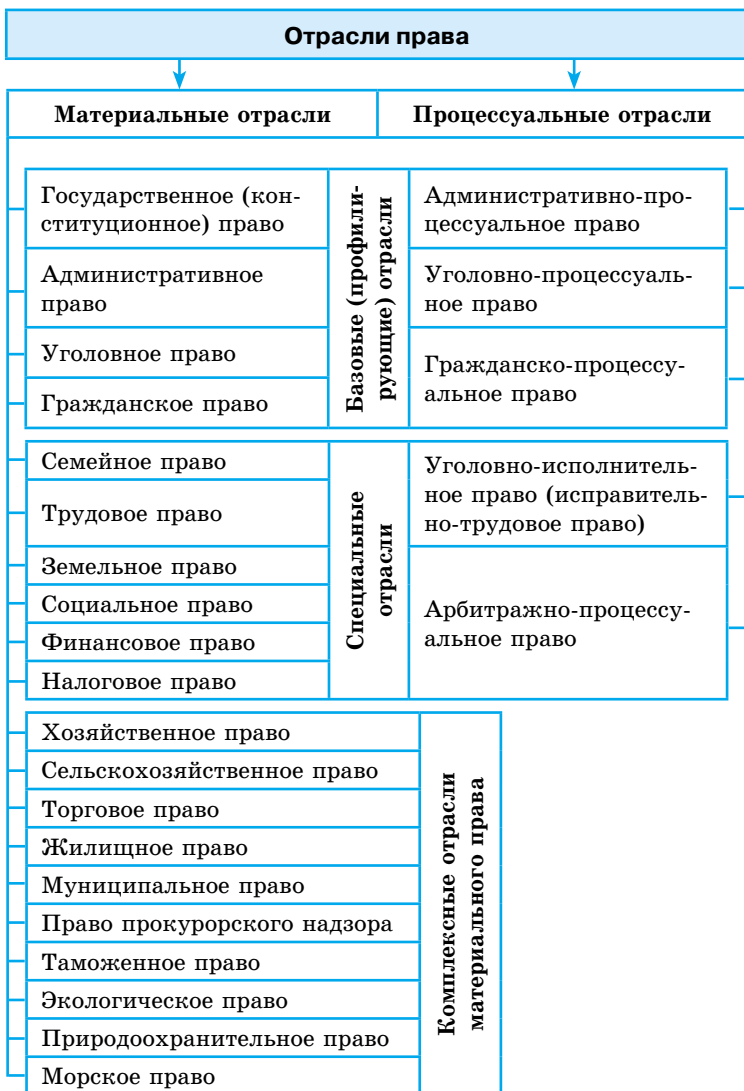 Отрасли права
Материальные отрасли
Процессуальные отрасли
Государственное (кон-
ституционное) право
Административное
право
Уголовное право
Гражданское право
Базовые (профили-
рующие) отрасли
Административно-про-
цессуальное право
Уголовно-процессуаль-
ное право
Гражданско-процессу-
альное право
Семейное право
Трудовое право
Земельное право
Социальное право
Финансовое право
Налоговое право
Специальные
отрасли
Уголовно-исполнитель-
ное право (исправитель-
но-трудовое право)
Арбитражно-процессу-
альное право
Хозяйственное право
Сельскохозяйственное право
Торговое право
Жилищное право
Муниципальное право
Право прокурорского надзора
Таможенное право
Экологическое право
Природоохранительное право
Морское право
Комплексные отрасли
материального права